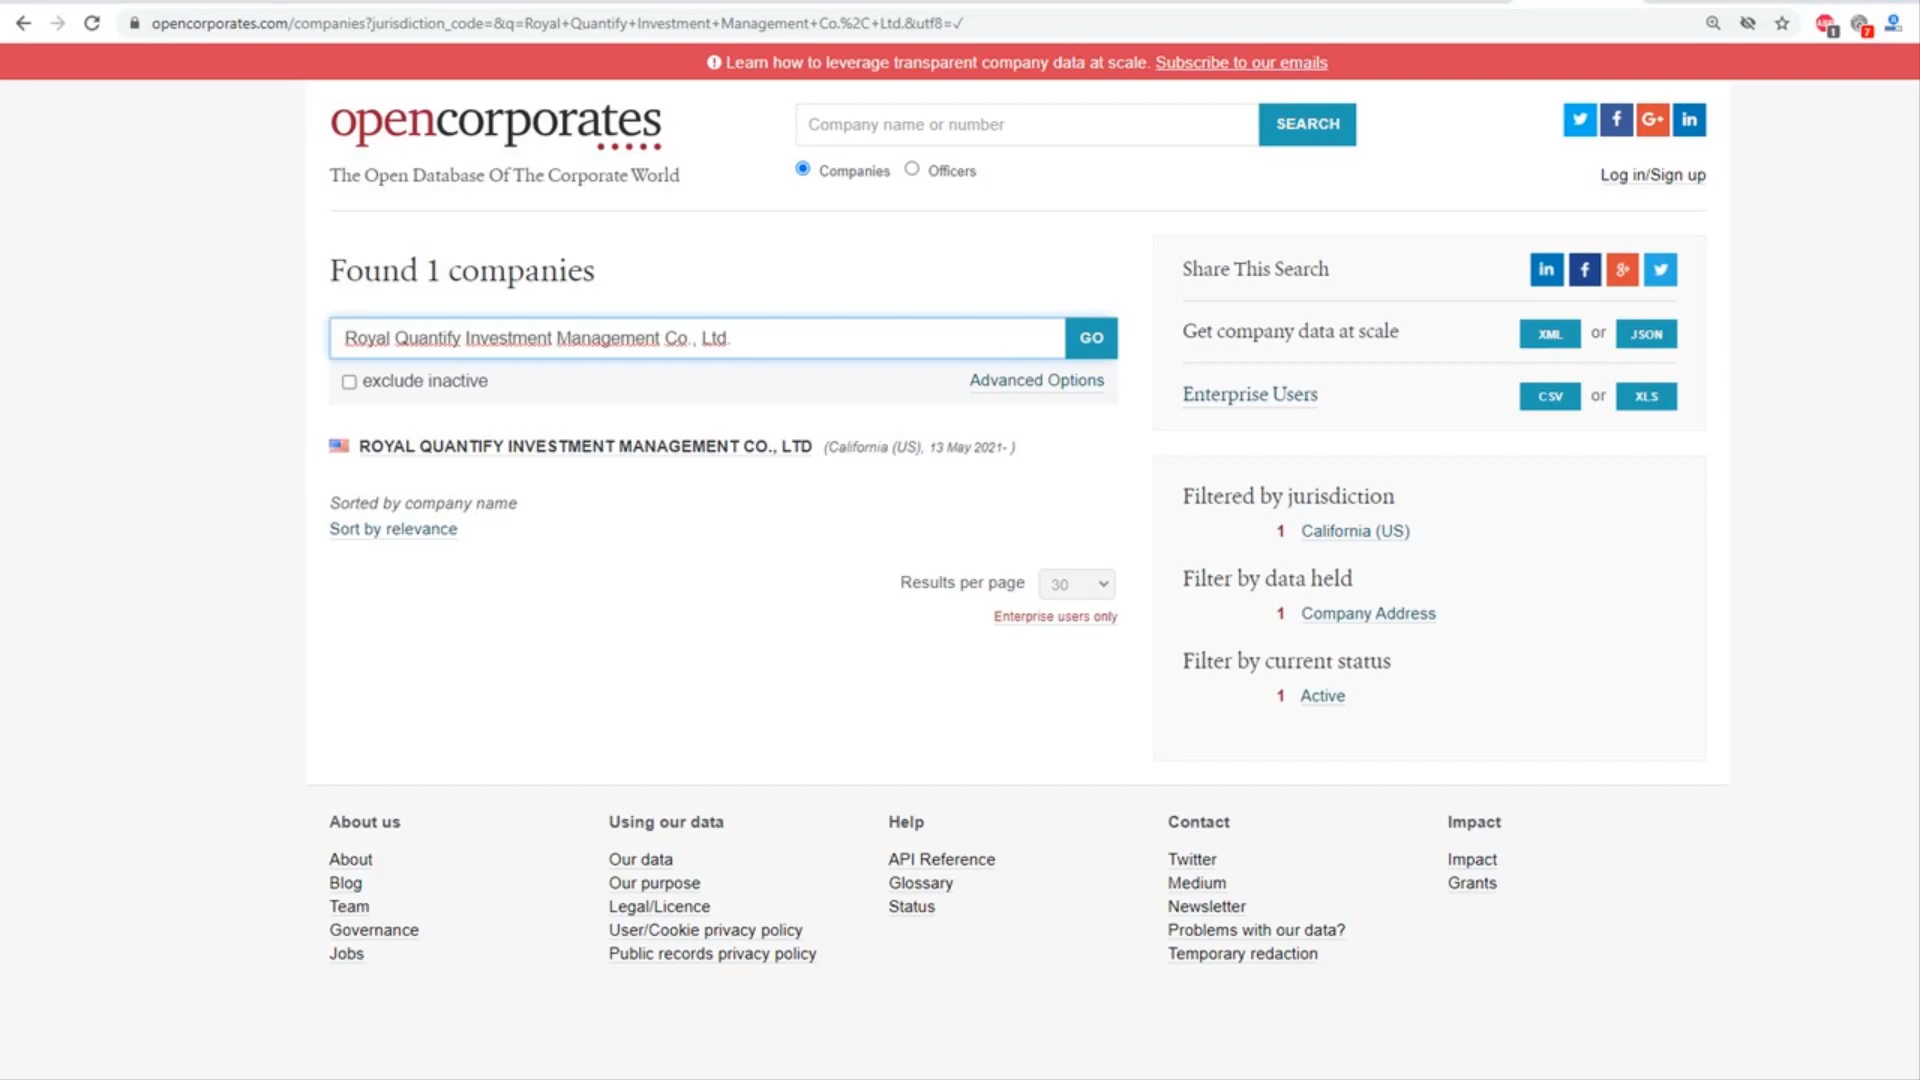 opencorporates.com/companies?jurisdiction_code=&q=Royal+Quantify+Investment+Management+Co.%2C+Ltd.&utf8=✓
1
7
Learn how to leverage transparent company data at scale. Subscribe to our emails
opencorporates
The Open Database Of The Corporate World
Company name or number
SEARCH
Companies
Officers
f
G+
in
Log in/Sign up
Found 1 companies
Royal Quantify Investment Management Co., Ltd.
GO
exclude inactive
Advanced Options
ROYAL QUANTIFY INVESTMENT MANAGEMENT CO., LTD (California (US), 13 May 2021- )
Sorted by company name
Sort by relevance
Results per page
30
Enterprise users only
Share This Search
in
f
g+
Get company data at scale
XML or JSON
Enterprise Users
CSV or XLS
Filtered by jurisdiction
1 California (US)
Filter by data held
1 Company Address
Filter by current status
1 Active
About us
About
Blog
Team
Governance
Jobs
Using our data
Our data
Our purpose
Legal/Licence
User/Cookie privacy policy
Public records privacy policy
Help
API Reference
Glossary
Status
Contact
Twitter
Medium
Newsletter
Problems with our data?
Temporary redaction
Impact
Impact
Grants